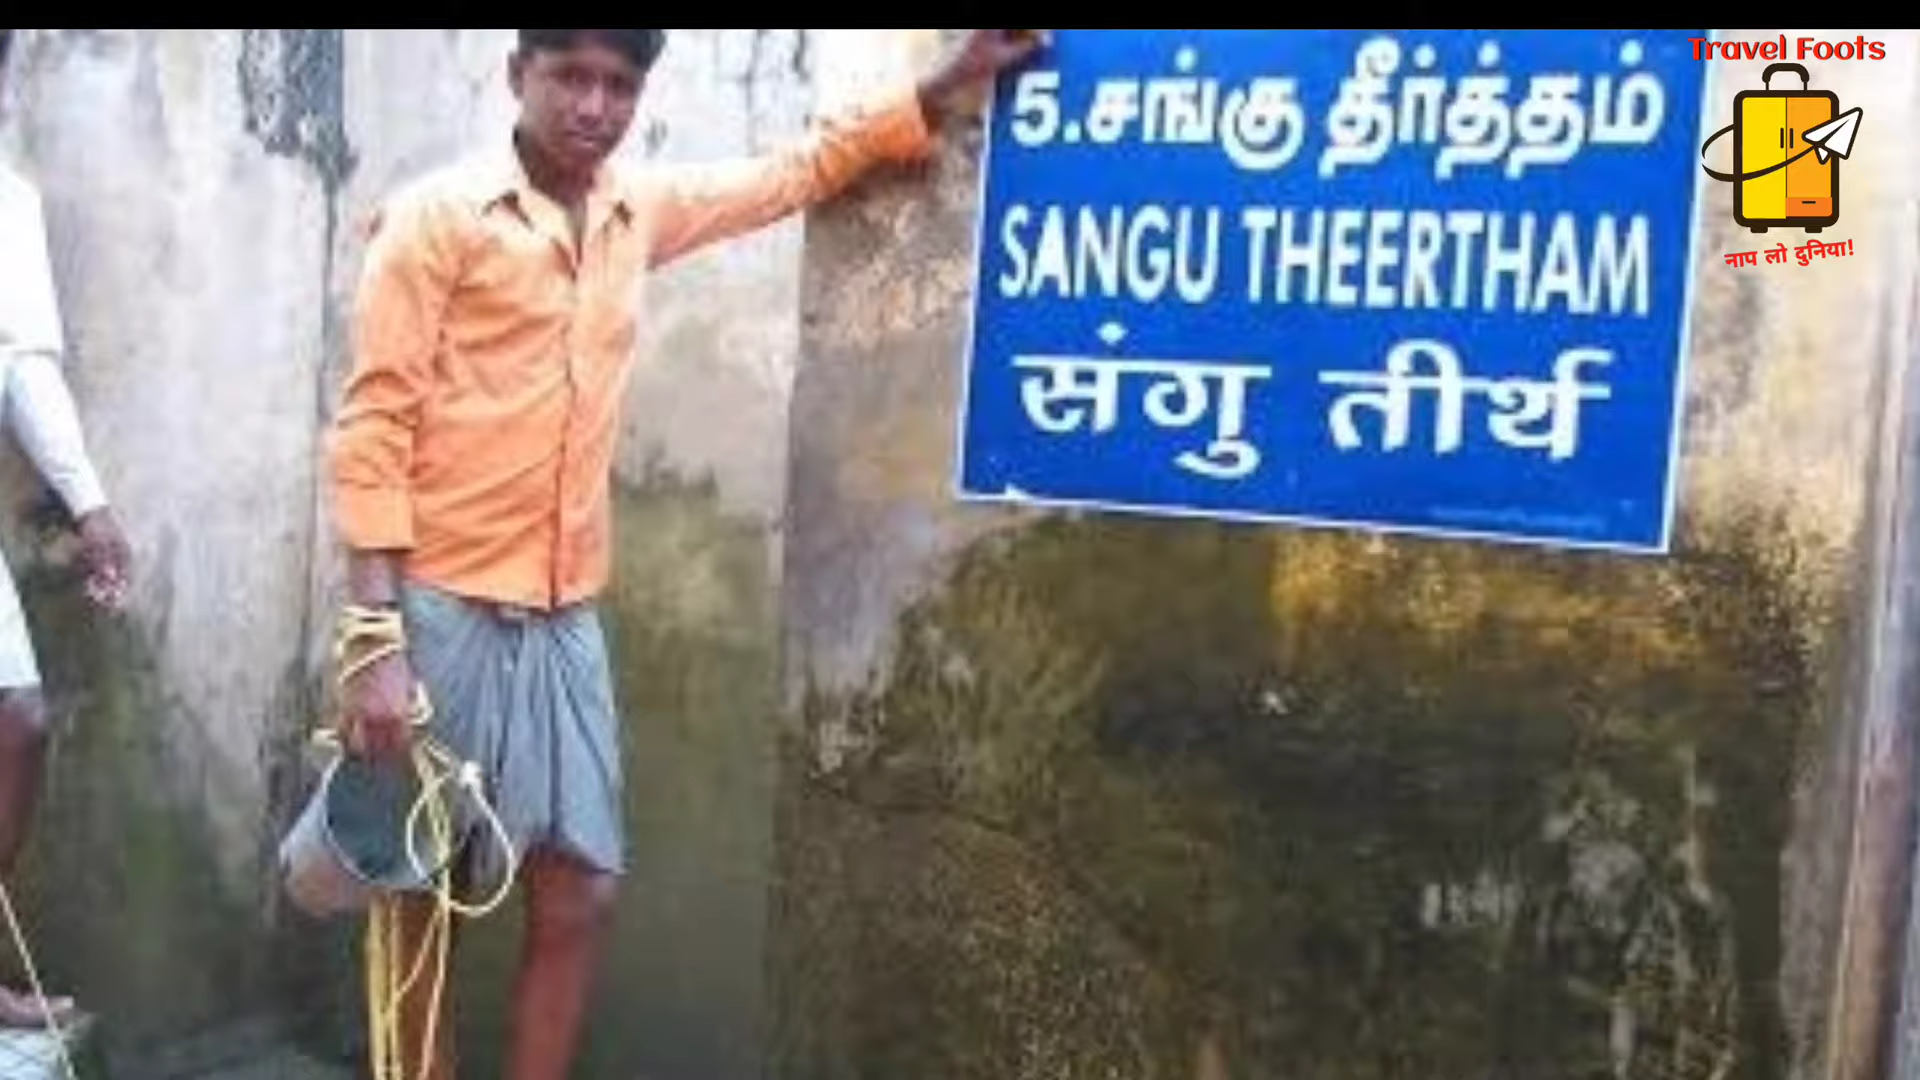 Travel Foots
नाप लो दुनिया!
5.சங்கு தீர்த்தம்
SANGU THEERTHAM
संगु तीर्थ